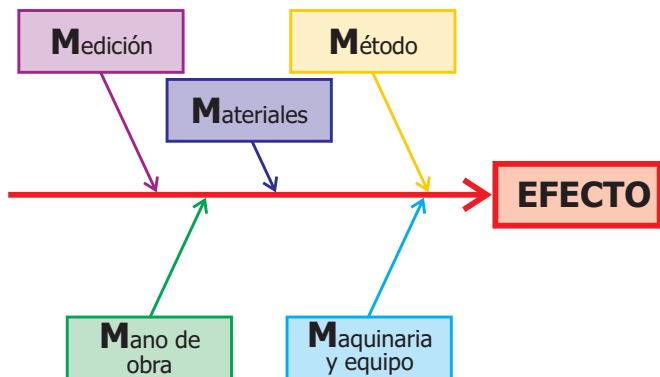 Medición
Método
Materiales
EFECTO
Mano de
obra
Maquinaria
y equipo